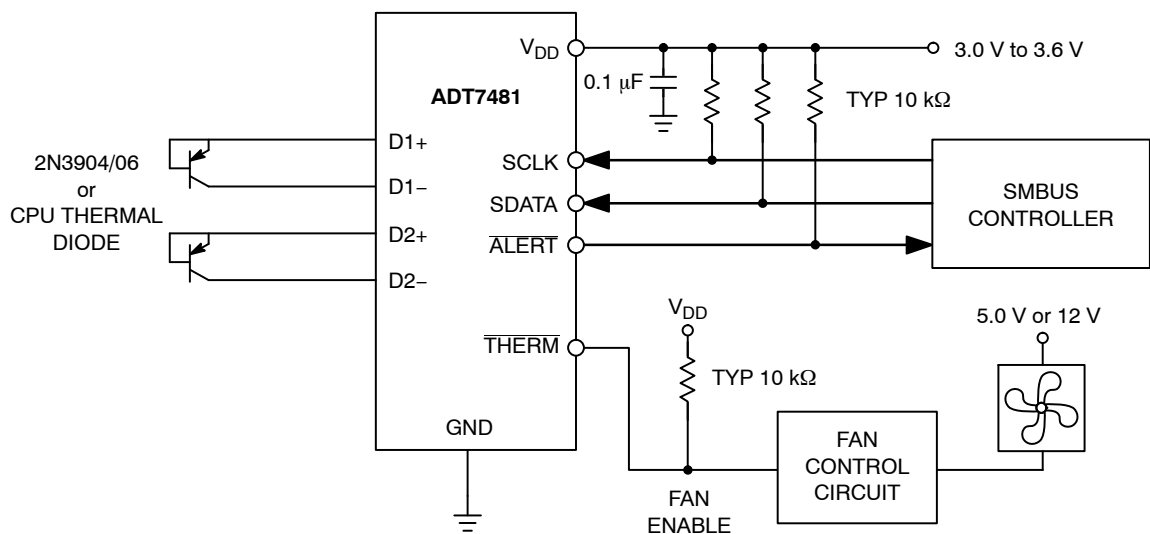 V_DD
3.0 V to 3.6 V
0.1 μF
TYP 10 kΩ
ADT7481
2N3904/06
or
CPU THERMAL
DIODE
D1+
D1−
D2+
D2−
SCLK
SDATA
ALERT
THERM
GND
SMBUS
CONTROLLER
V_DD
TYP 10 kΩ
5.0 V or 12 V
FAN
CONTROL
CIRCUIT
FAN
ENABLE